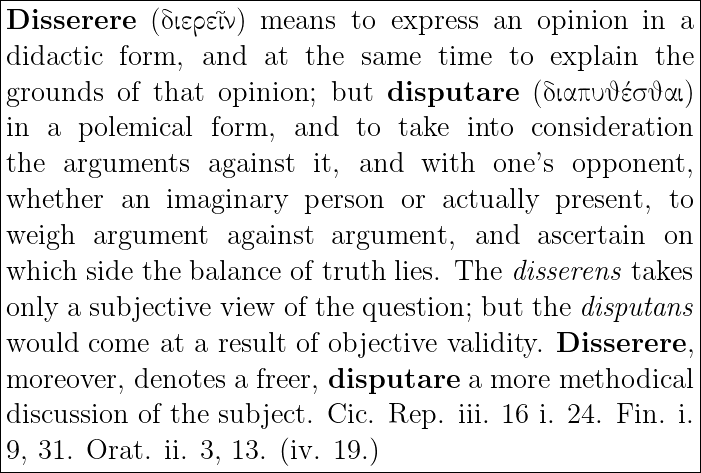 Disserere (διερεῖν) means to express an opinion in a
didactic form, and at the same time to explain the
grounds of that opinion; but disputare (διαπυϑέσϑαι)
in a polemical form, and to take into consideration
the arguments against it, and with one's opponent,
whether an imaginary person or actually present, to
weigh argument against argument, and ascertain on
which side the balance of truth lies. The disserens takes
only a subjective view of the question; but the disputans
would come at a result of objective validity. Disserere,
moreover, denotes a freer, disputare a more methodical
discussion of the subject. Cic. Rep. iii. 16 i. 24. Fin. i.
9, 31. Orat. ii. 3, 13. (iv. 19.)